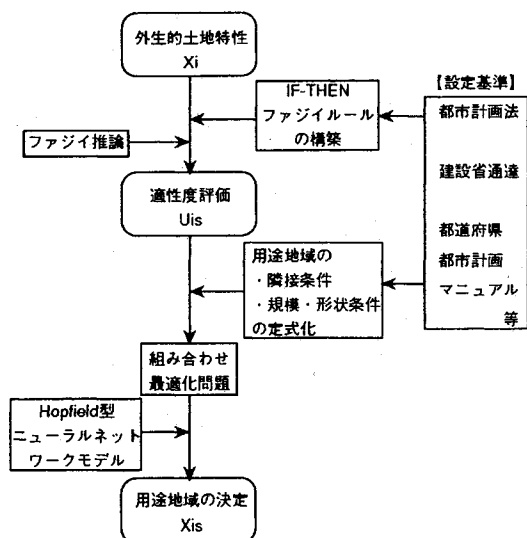 外生的土地特性
Xi
IF-THEN
ファジイルール
の構築
【設定基準】
都市計画法
建設省通達
都道府県
都市計画
マニュアル
等
ファジイ推論
適性度評価
Uis
用途地域の
・隣接条件
・規模・形状条件
の定式化
組み合わせ
最適化問題
Hopfield型
ニューラルネット
ワークモデル
用途地域の決定
Xis